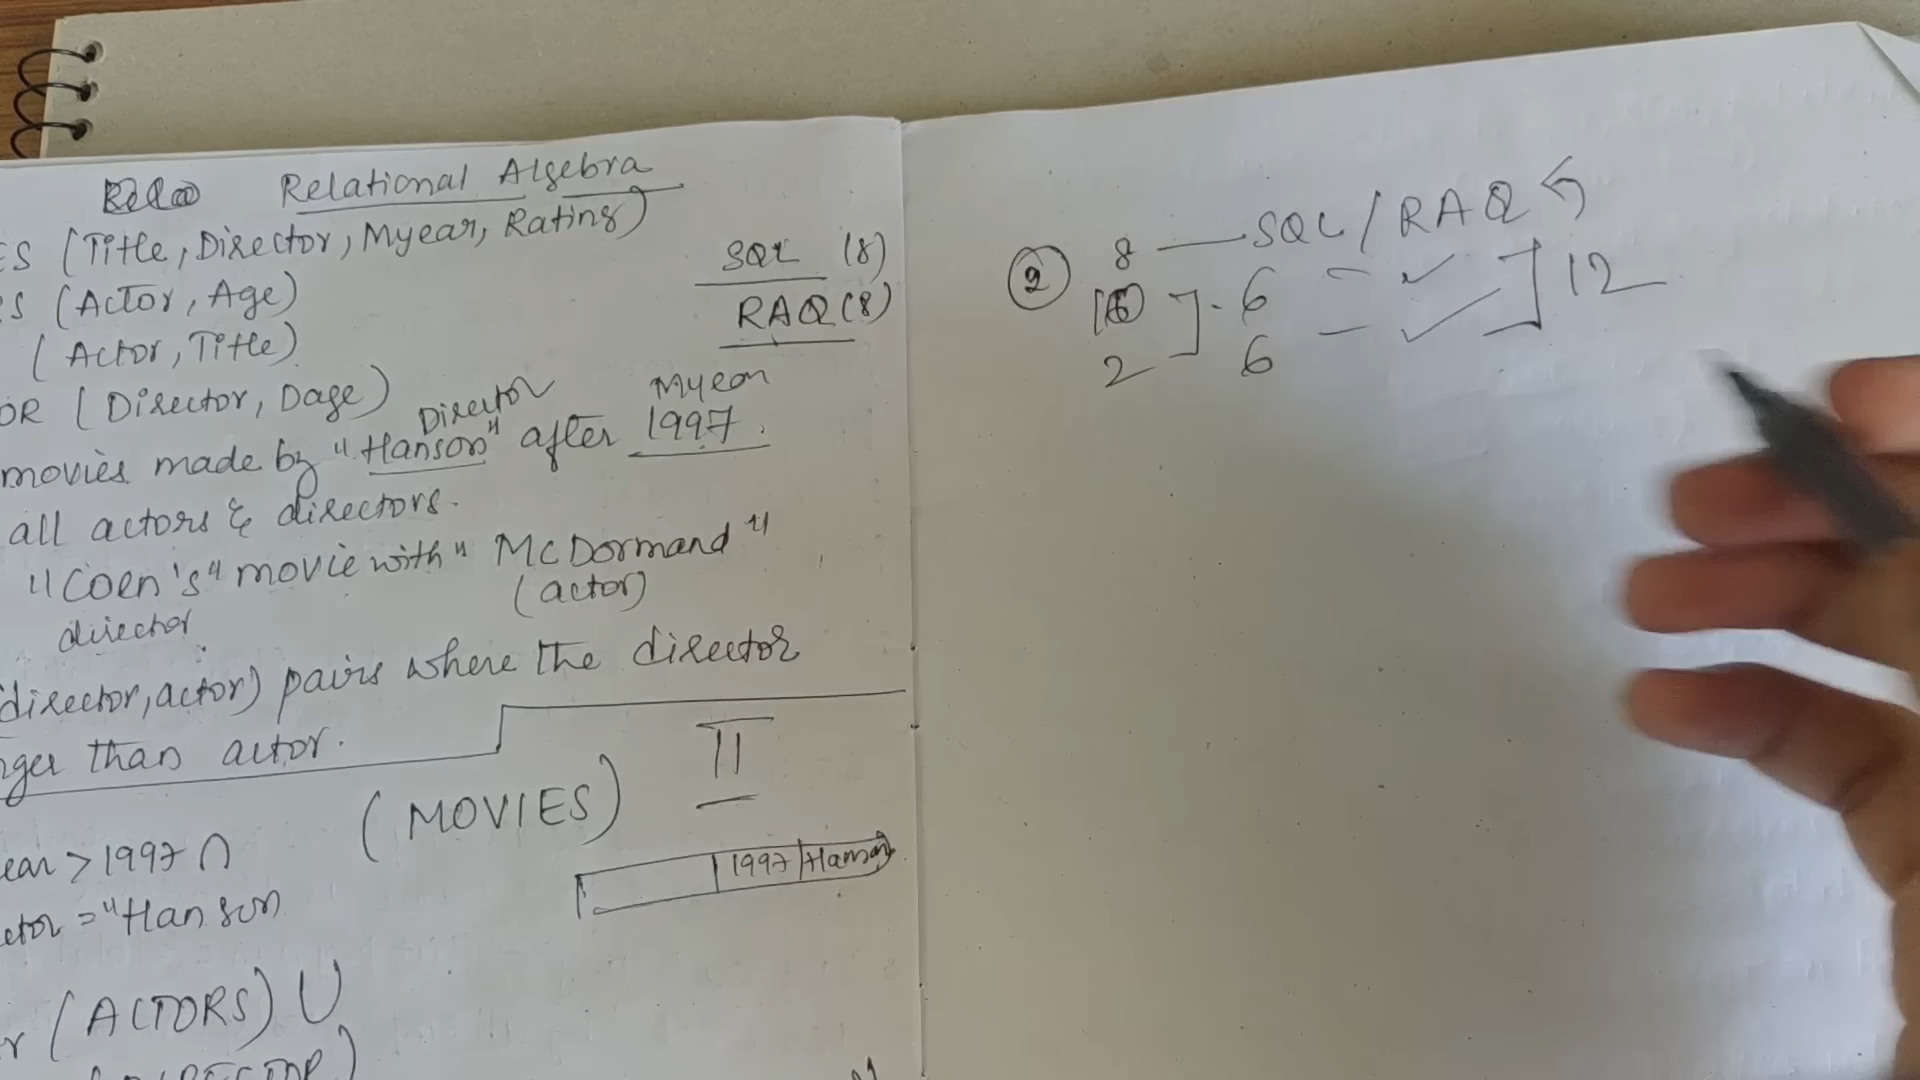 Relational Algebra
ES (Title, Director, Myear, Rating)
SQL (8)
RS (Actor, Age)
RAQ (8)
(Actor, Title)
OR (Director, Dage)
Director
Myear
movies made by "Hanson" after 1997.
all actors & directors.
"Coen's" movie with "McDormand"
director
(actor)
director, actor) pairs where the director
nger than actor.
(MOVIES) Π
ear > 1997 ∩
1997 Hanson
ector = "Hanson
r (ACTORS) ∪
2
8 — SQL / RAQ
6 - ✓
12
2
6 - ✓